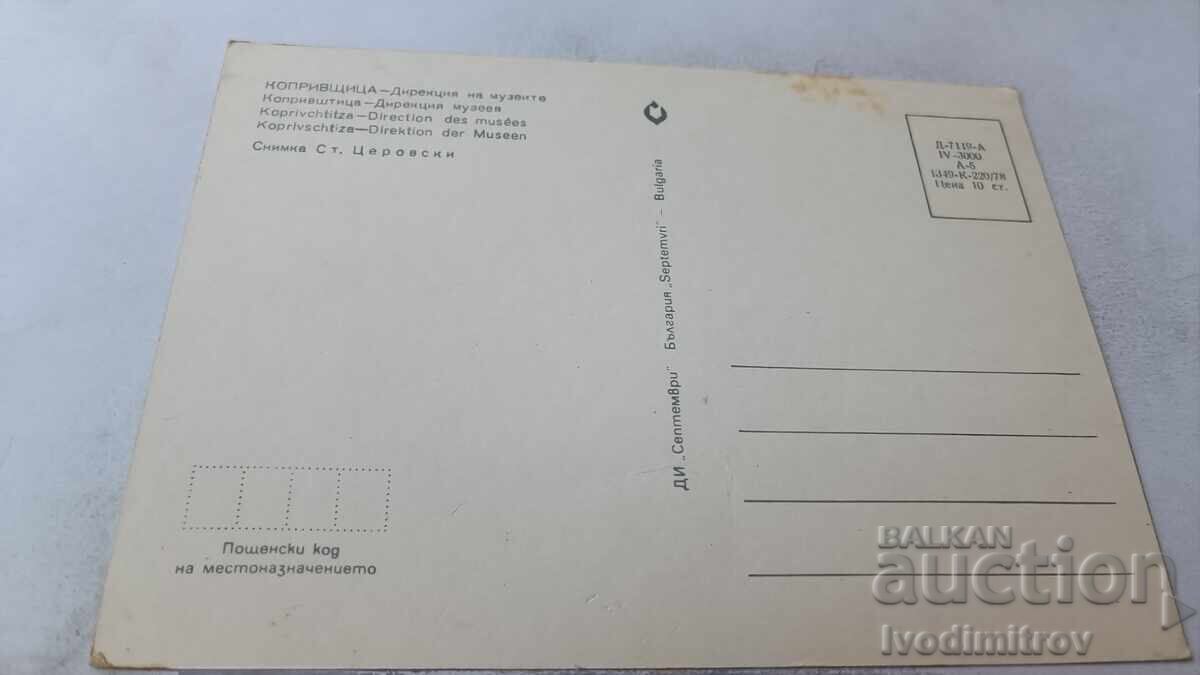 КОПРИВЩИЦА — Дирекция на музеите
Копривштица — Дирекция музеев
Koprivchtitza — Direction des musées
Koprivschtiza — Direktion der Museen
Снимка Ст. Церовски
Д-7119-А
IV-3000
А-5
1349-К-220/78
Цена 10 ст.
ДИ „Септември" България „Septemvri" – Bulgaria
Пощенски код
на местоназначението
BALKAN
auction
Ivodimitrov